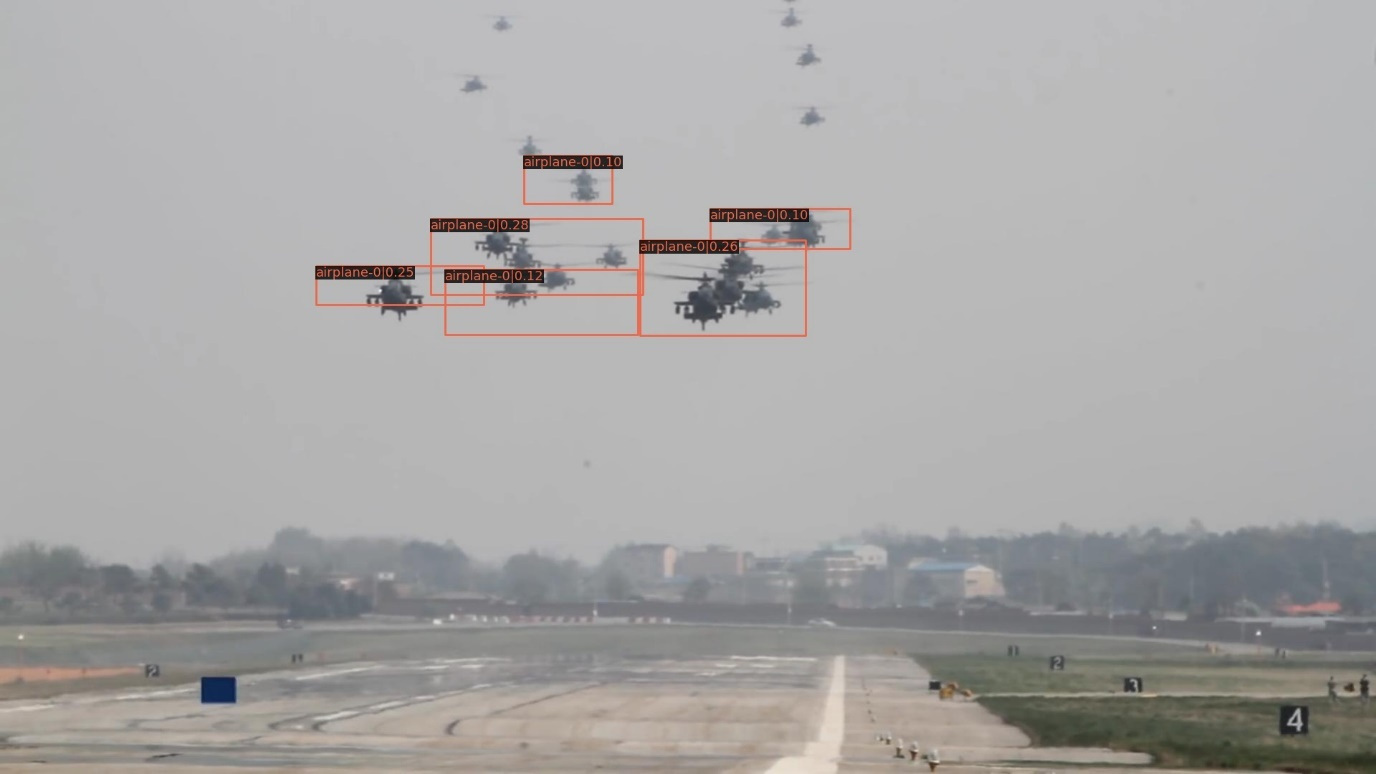 airplane-0|0.10
airplane-0|0.10
airplane-0|0.28
airplane-0|0.26
airplane-0|0.25
airplane-0|0.12
2
2
3
4